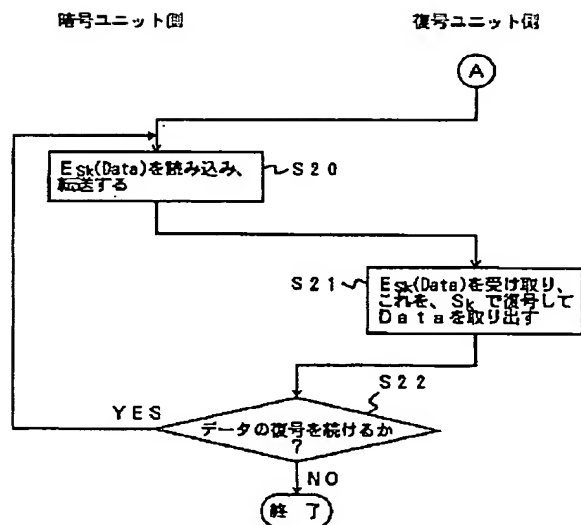 暗号ユニット側
復号ユニット側
A
ESk(Data)を読み込み、
転送する
S20
S21
ESk(Data)を受け取り、
これを、Skで復号して
Dataを取り出す
S22
YES
データの復号を続けるか
?
NO
終 了